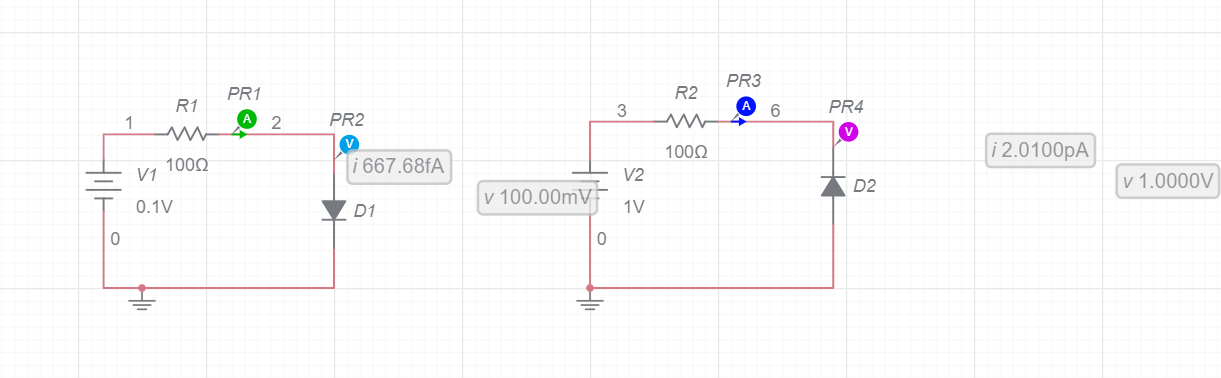 R1
PR1
A
1
2
100Ω
PR2
V
i 667.68fA
V1
0.1V
D1
0
v 100.00mV
R2
PR3
A
3
6
100Ω
PR4
V
V2
1V
D2
0
i 2.0100pA
v 1.0000V